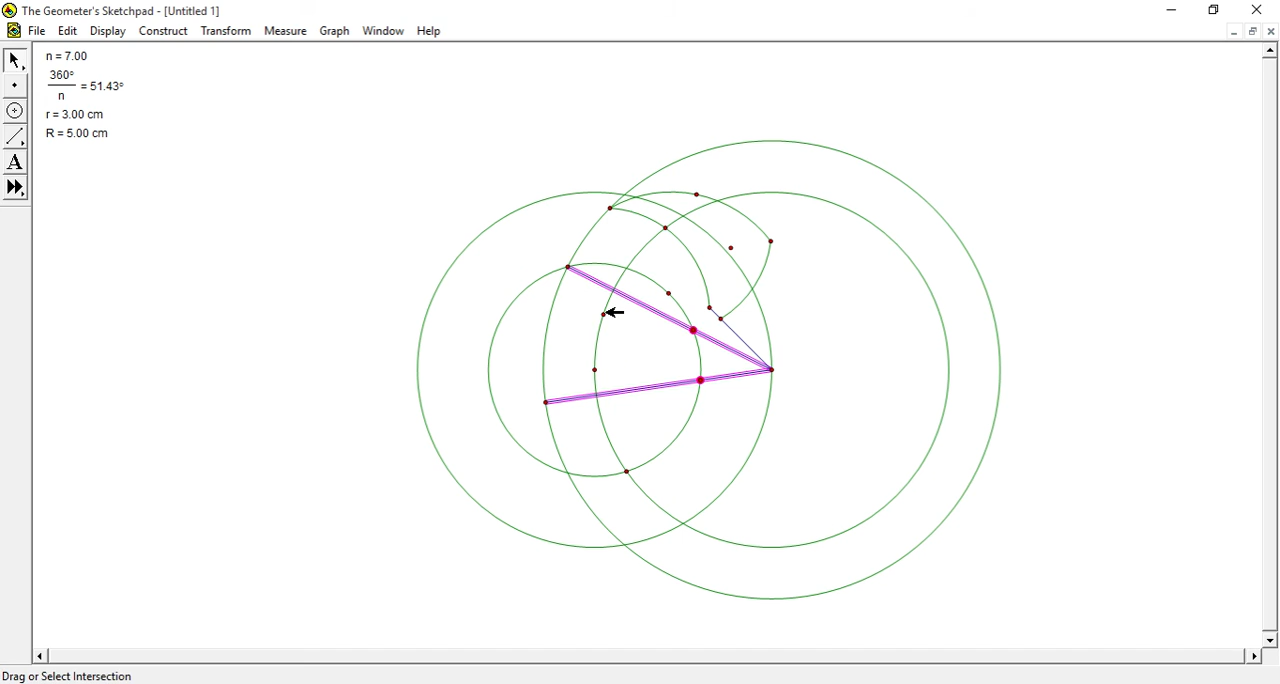 The Geometer's Sketchpad - [Untitled 1]
File Edit Display Construct Transform Measure Graph Window Help
n = 7.00
360°
n
= 51.43°
r = 3.00 cm
R = 5.00 cm
A
Drag or Select Intersection